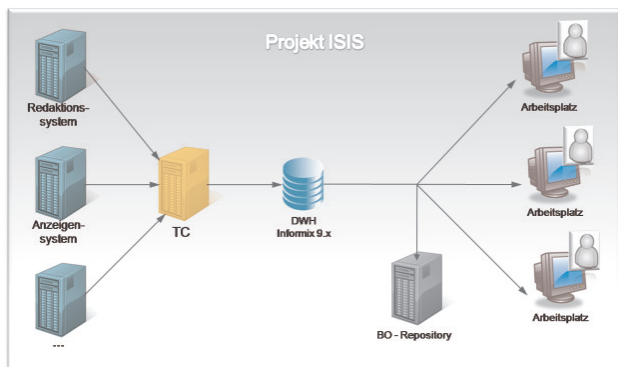 Projekt ISIS
Redaktions-
system
Anzeigen-
system
---
TC
DWH
Informix 9.x
BO - Repository
Arbeitsplatz
Arbeitsplatz
Arbeitsplatz